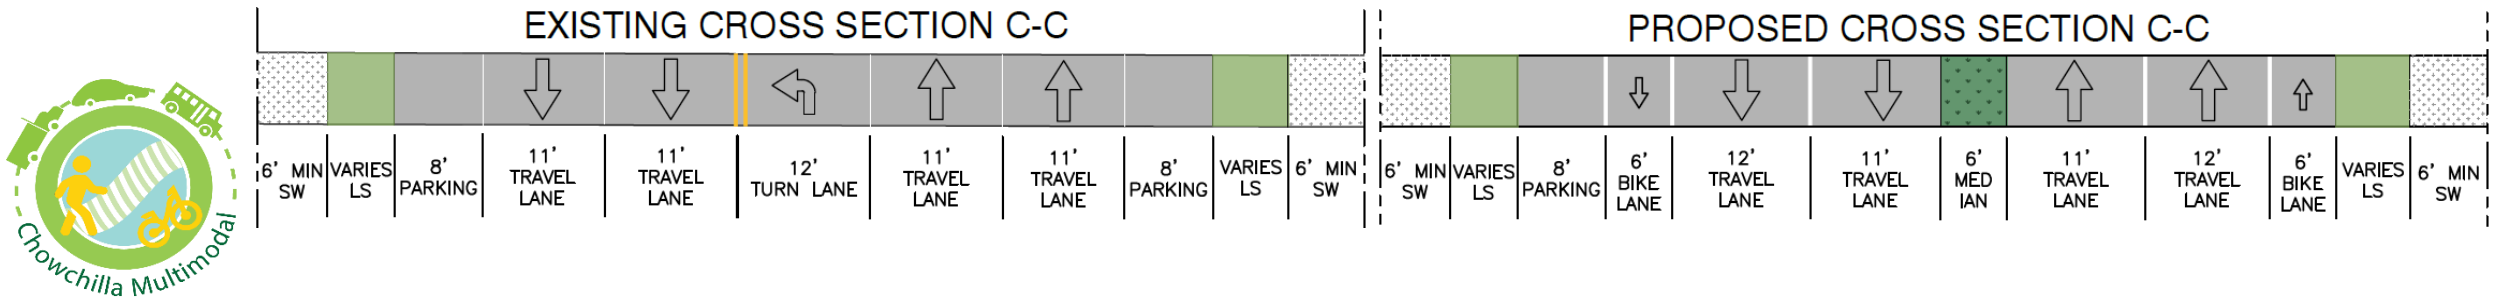 EXISTING CROSS SECTION C-C
6' MIN
SW
VARIES
LS
8'
PARKING
11'
TRAVEL
LANE
11'
TRAVEL
LANE
12'
TURN LANE
11'
TRAVEL
LANE
11'
TRAVEL
LANE
8'
PARKING
VARIES
LS
6' MIN
SW
PROPOSED CROSS SECTION C-C
6' MIN
SW
VARIES
LS
8'
PARKING
6'
BIKE
LANE
12'
TRAVEL
LANE
11'
TRAVEL
LANE
6'
MED
IAN
11'
TRAVEL
LANE
12'
TRAVEL
LANE
6'
BIKE
LANE
VARIES
LS
6' MIN
SW
Chowchilla Multimodal